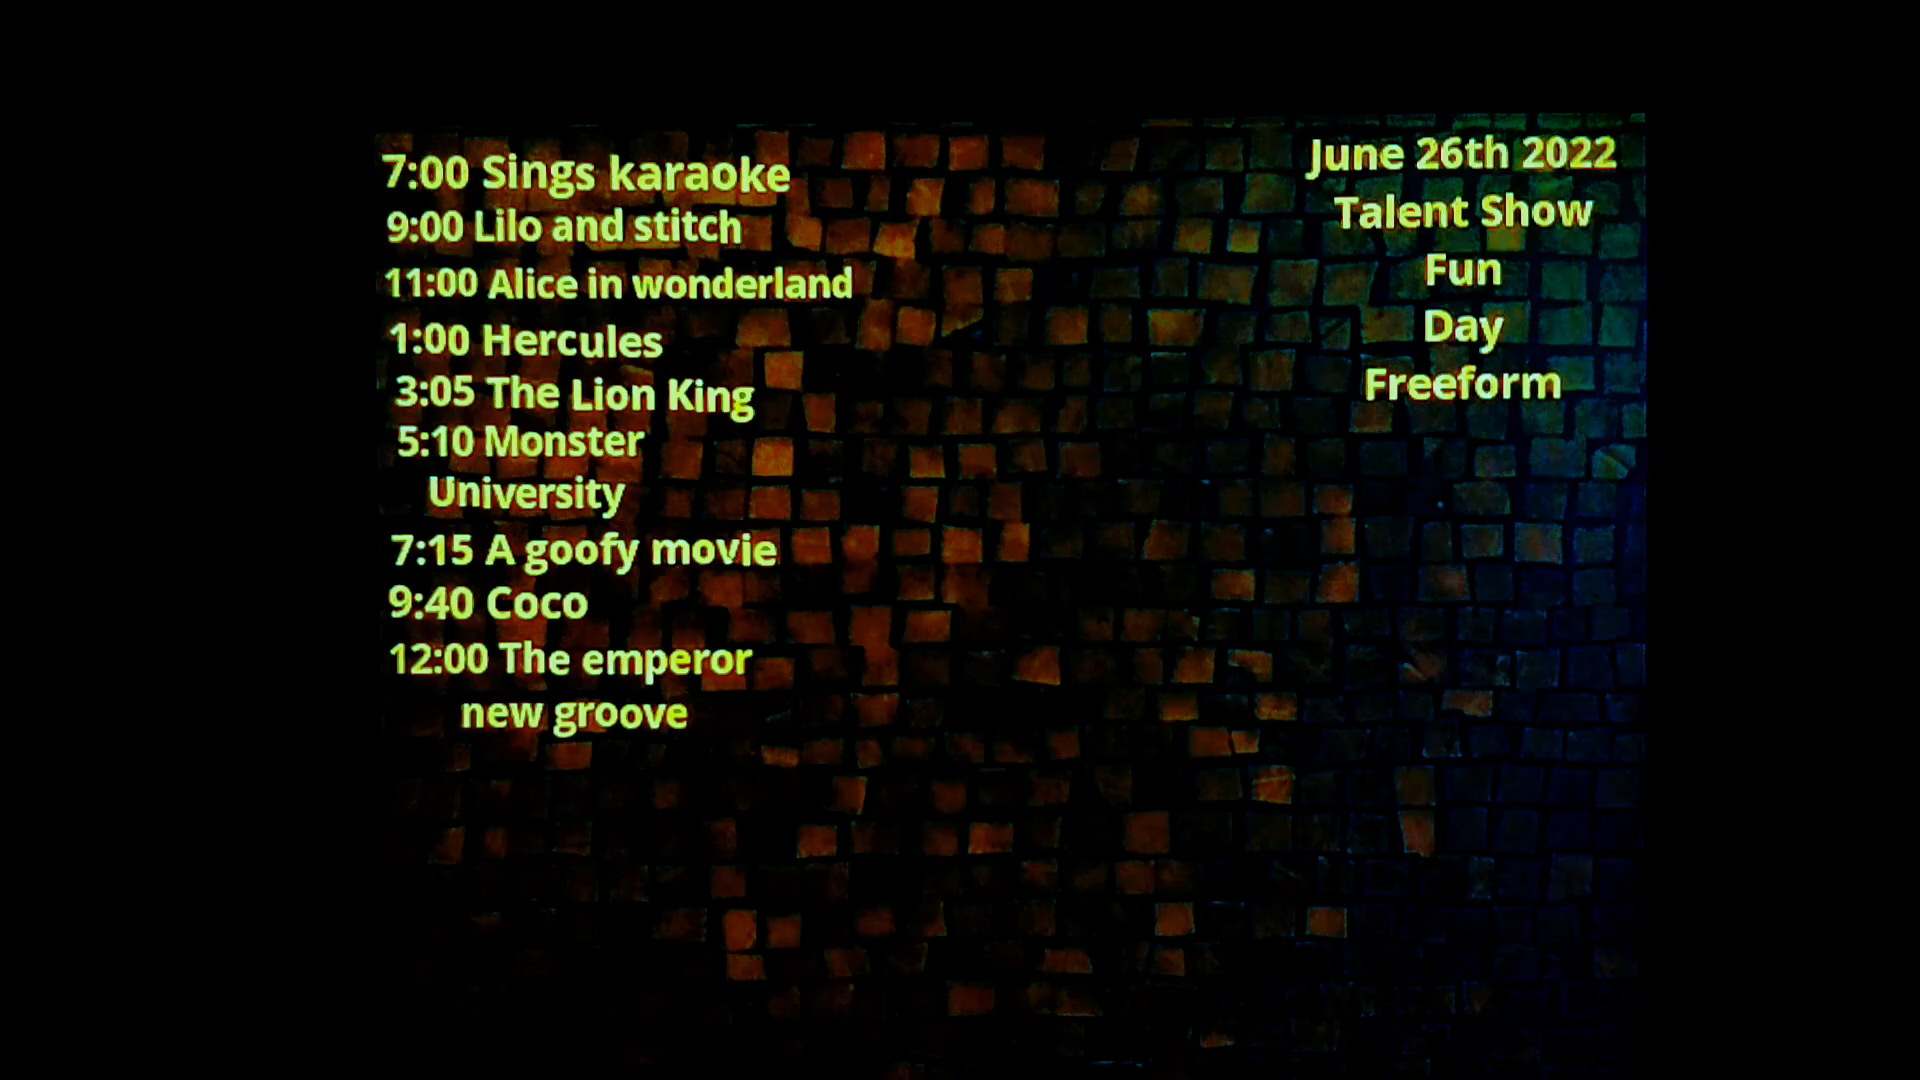 7:00 Sings karaoke
9:00 Lilo and stitch
11:00 Alice in wonderland
1:00 Hercules
3:05 The Lion King
5:10 Monster
University
7:15 A goofy movie
9:40 Coco
12:00 The emperor
new groove
June 26th 2022
Talent Show
Fun
Day
Freeform